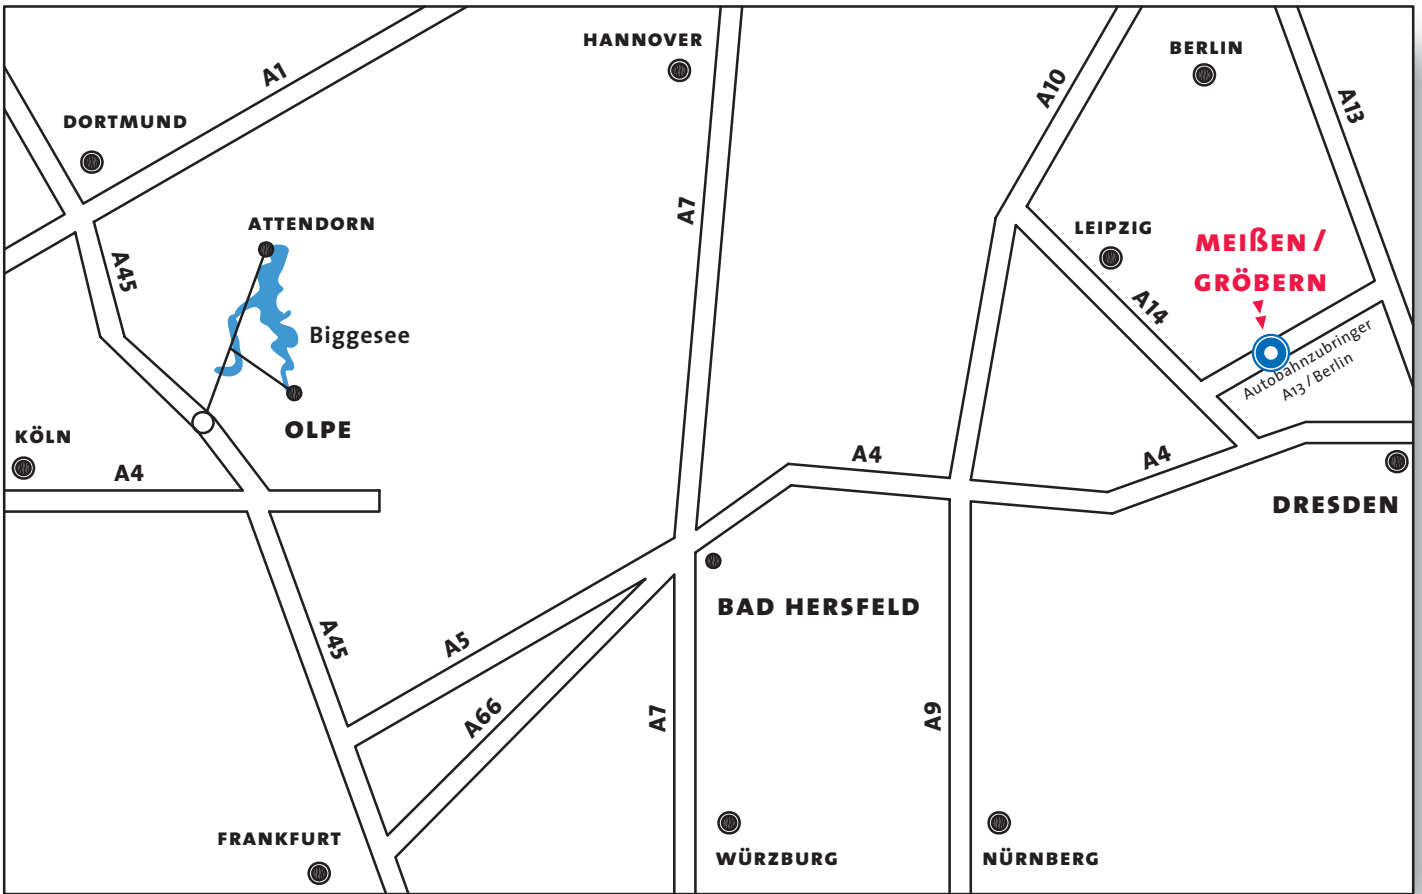 HANNOVER
BERLIN
A1
A10
A13
DORTMUND
ATTENDORN
A7
LEIPZIG
MEIßEN /
GRÖBERN
A45
A14
Biggesee
Autobahnzubringer
A13 / Berlin
OLPE
KÖLN
A4
A4
A4
DRESDEN
BAD HERSFELD
A45
A5
A66
A7
A9
FRANKFURT
WÜRZBURG
NÜRNBERG